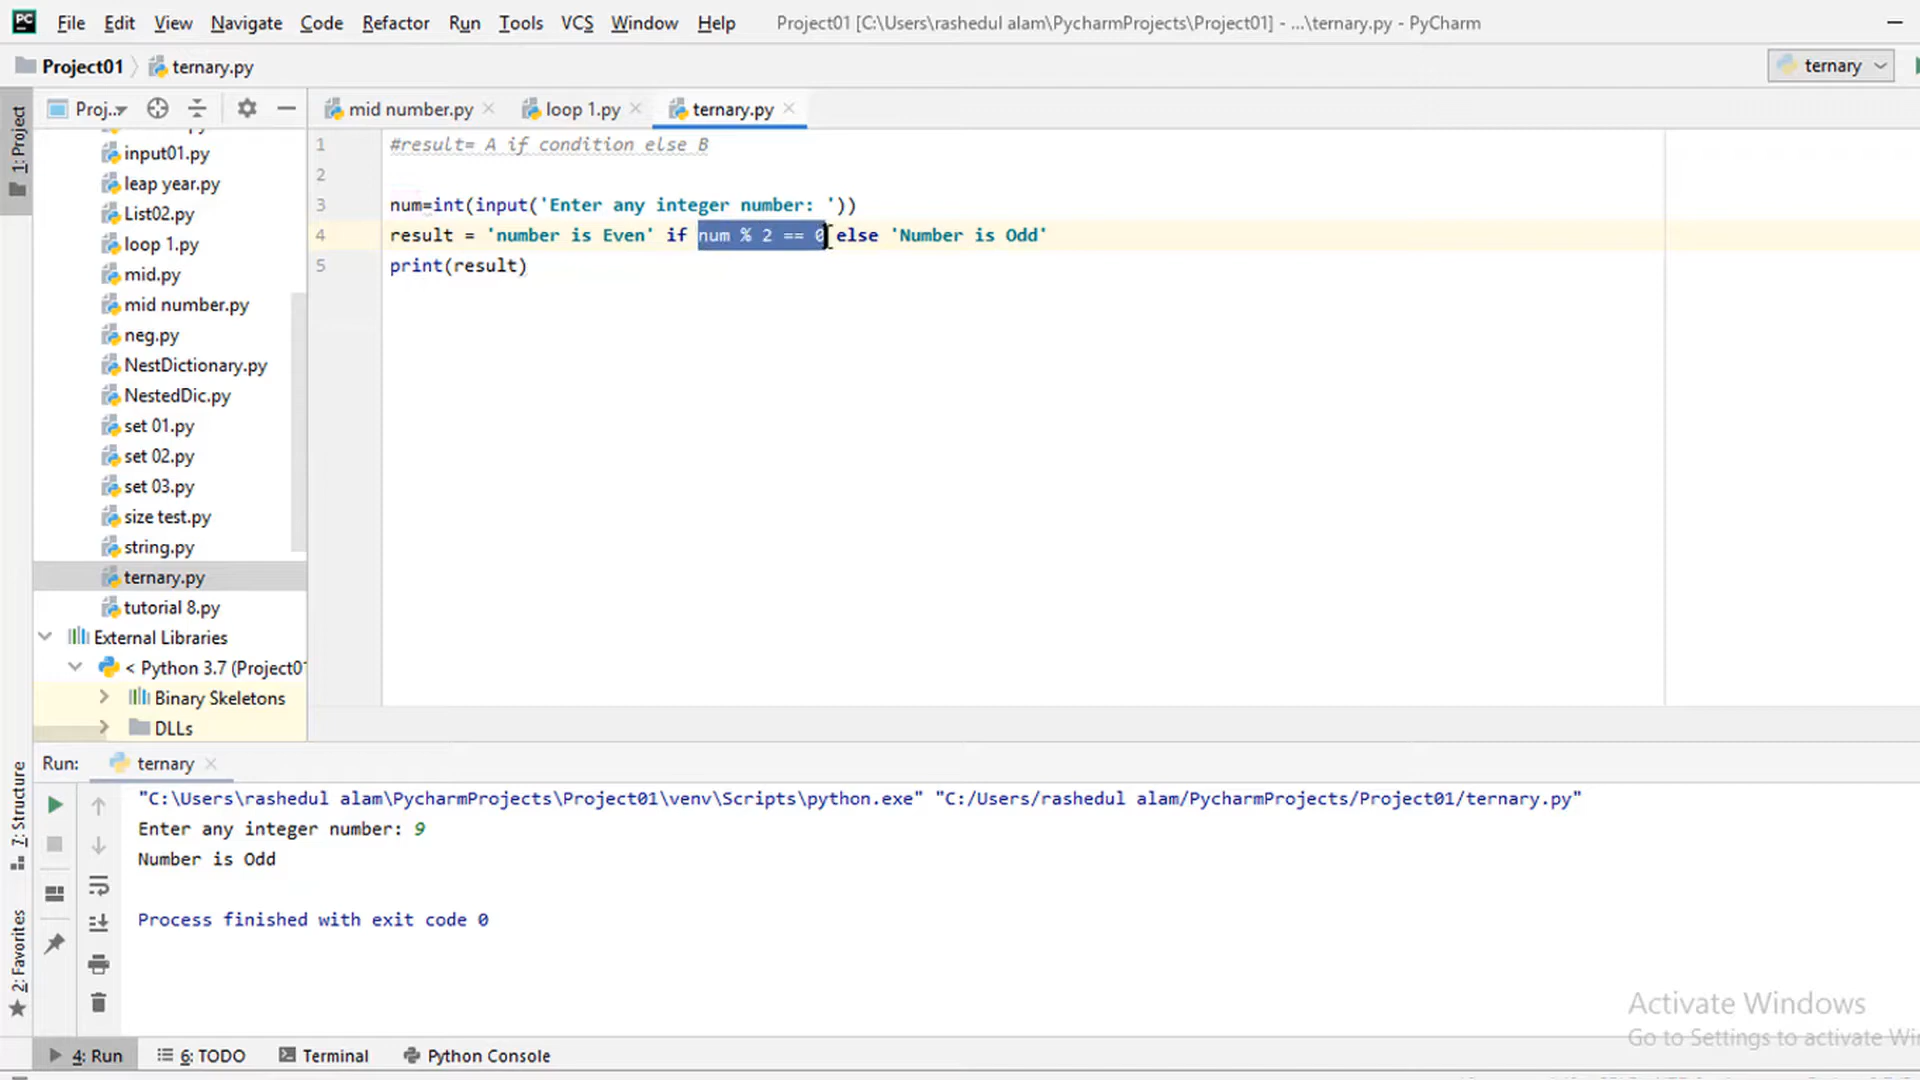 File Edit View Navigate Code Refactor Run Tools VCS Window Help Project01 [C:\Users\rashedul alam\PycharmProjects\Project01] - ...\ternary.py - PyCharm
Project01 ternary.py ternary
1: Project
Proj..
mid number.py loop 1.py ternary.py
input01.py
leap year.py
List02.py
loop 1.py
mid.py
mid number.py
neg.py
NestDictionary.py
NestedDic.py
set 01.py
set 02.py
set 03.py
size test.py
string.py
ternary.py
tutorial 8.py
External Libraries
< Python 3.7 (Project01
Binary Skeletons
DLLs
1 #result= A if condition else B
2
3 num=int(input('Enter any integer number: '))
4 result = 'number is Even' if num % 2 == 0 else 'Number is Odd'
5 print(result)
Run: ternary
"C:\Users\rashedul alam\PycharmProjects\Project01\venv\Scripts\python.exe" "C:/Users/rashedul alam/PycharmProjects/Project01/ternary.py"
Enter any integer number: 9
Number is Odd
Process finished with exit code 0
7: Structure
2: Favorites
Activate Windows
Go to Settings to activate Win
4: Run 6: TODO Terminal Python Console